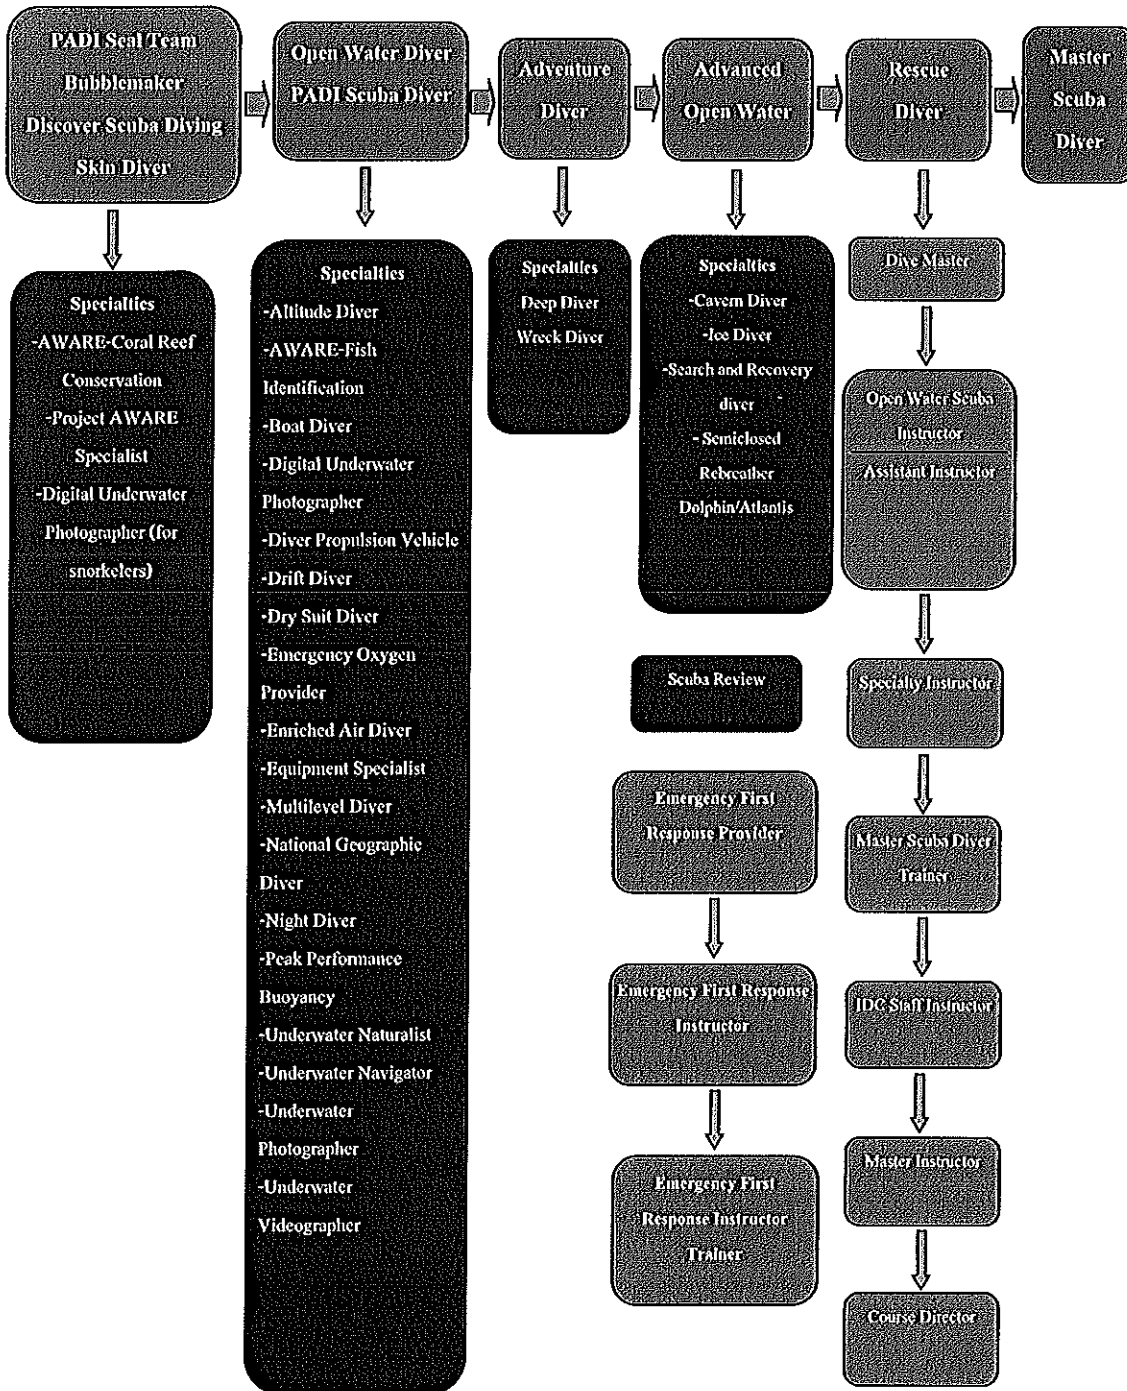 PADI Seal Team
Bubblemaker
Discover Scuba Diving
Skin Diver
Open Water Diver
PADI Scuba Diver
Adventure
Diver
Advanced
Open Water
Rescue
Diver
Master
Scuba
Diver
Specialties
-AWARE-Coral Reef
Conservation
-Project AWARE
Specialist
-Digital Underwater
Photographer (for
snorkelers)
Specialties
-Altitude Diver
-AWARE-Fish
Identification
-Boat Diver
-Digital Underwater
Photographer
-Diver Propulsion Vehicle
-Drift Diver
-Dry Suit Diver
-Emergency Oxygen
Provider
-Enriched Air Diver
-Equipment Specialist
-Multilevel Diver
-National Geographic
Diver
-Night Diver
-Peak Performance
Buoyancy
-Underwater Naturalist
-Underwater Navigator
-Underwater
Photographer
-Underwater
Videographer
Specialties
Deep Diver
Wreck Diver
Specialties
-Cavern Diver
-Ice Diver
-Search and Recovery
diver
- Semiclosed
Rebreather
Dolphin/Atlantis
Scuba Review
Emergency First
Response Provider
Emergency First Response
Instructor
Emergency First
Response Instructor
Trainer
Dive Master
Open Water Scuba
Instructor
Assistant Instructor
Specialty Instructor
Master Scuba Diver
Trainer
IDC Staff Instructor
Master Instructor
Course Director